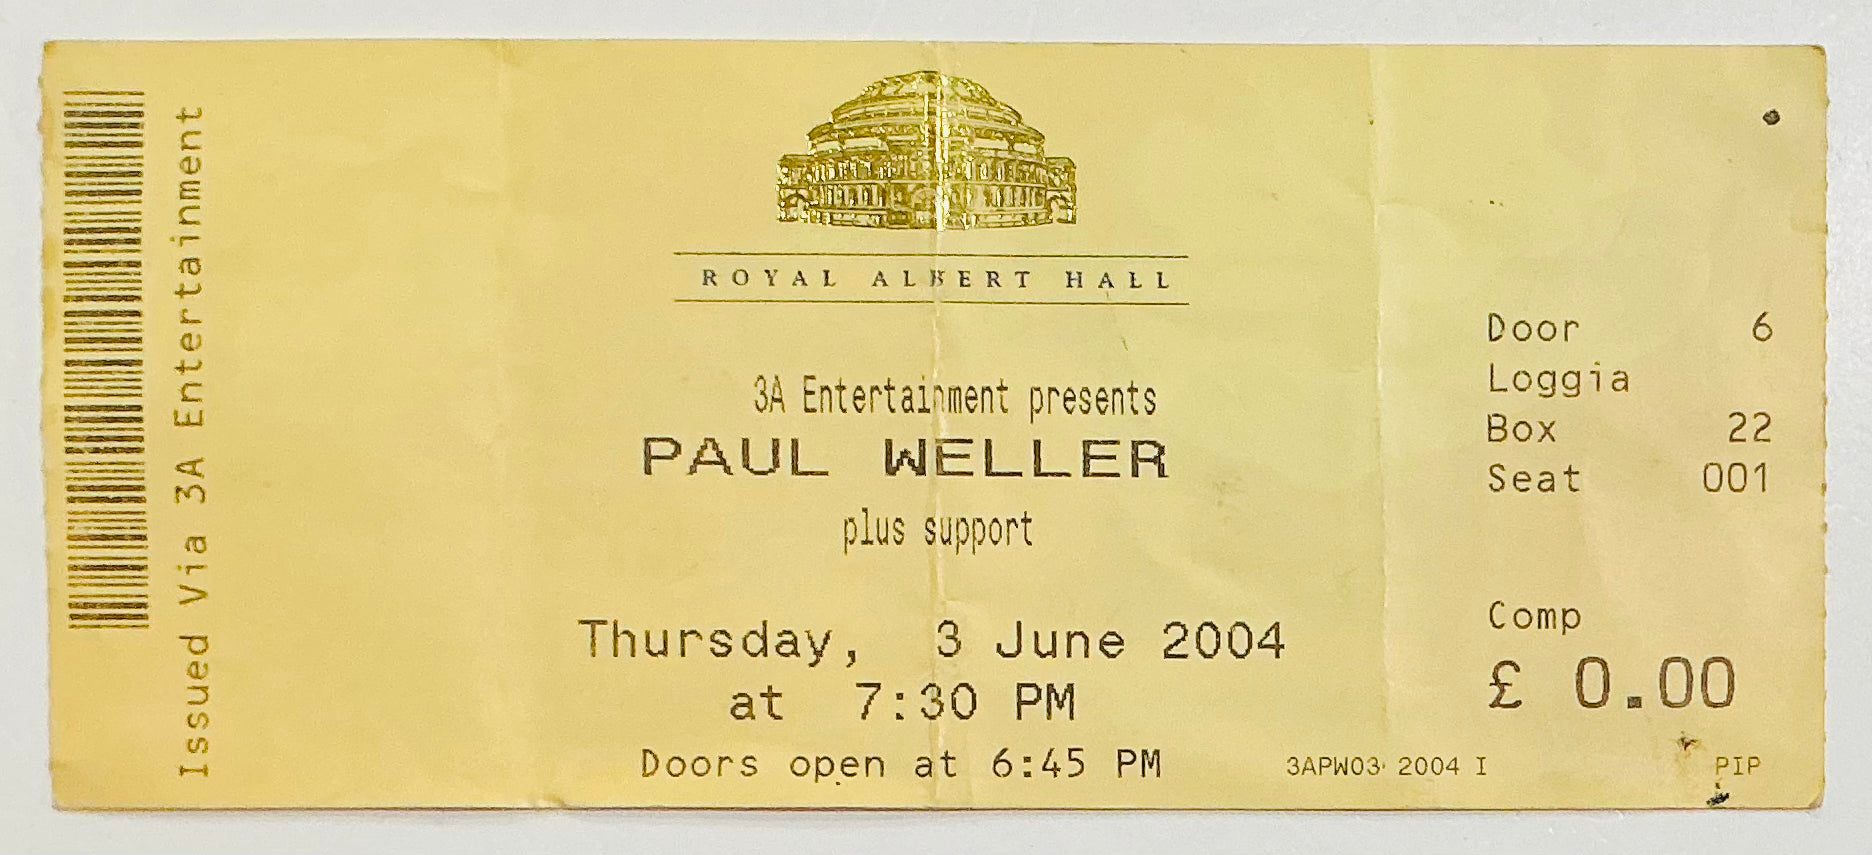 Issued Via 3A Entertainment
ROYAL ALBERT HALL
3A Entertainment presents
PAUL WELLER
plus support
Thursday, 3 June 2004
at 7:30 PM
Doors open at 6:45 PM
3APW03 2004 I
Door 6
Loggia
Box 22
Seat 001
Comp
£ 0.00
PIP